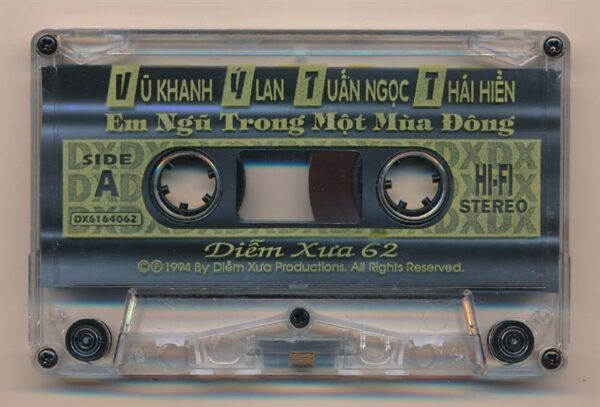 VŨ KHANH Ý LAN TUẤN NGỌC THÁI HIỀN
Em Ngũ Trong Một Mùa Đông
SIDE A
DX6164062
HI-FI
STEREO
Diễm Xưa 62
©℗ 1994 By Diễm Xưa Productions. All Rights Reserved.